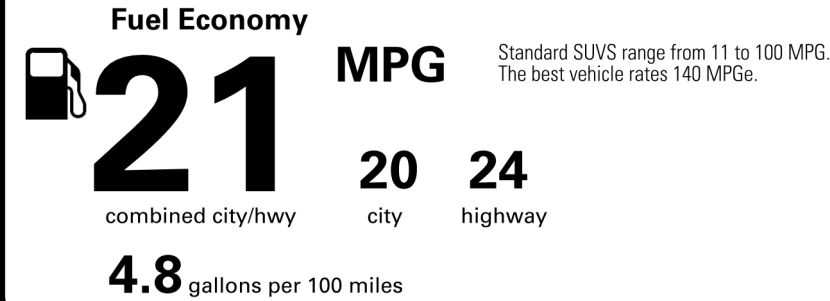 Fuel Economy
21 MPG
Standard SUVS range from 11 to 100 MPG.
The best vehicle rates 140 MPGe.
combined city/hwy
20 city
24 highway
4.8 gallons per 100 miles